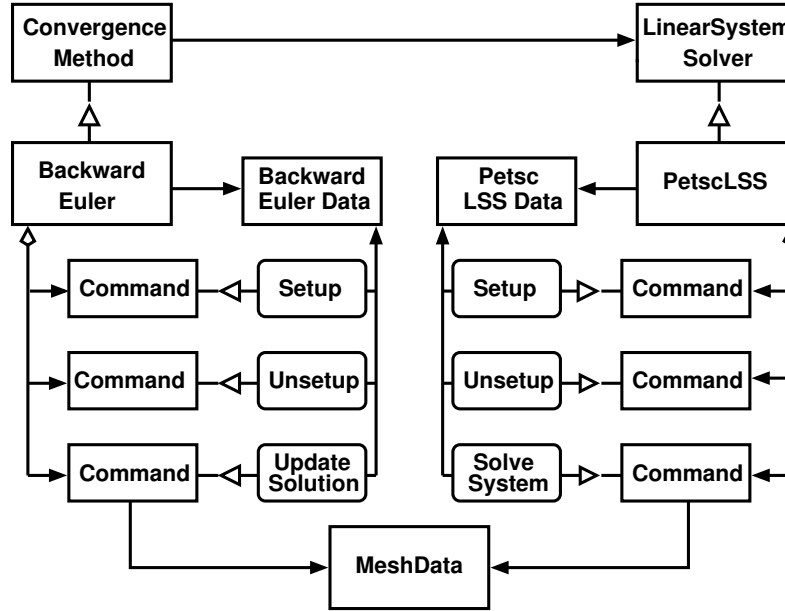 Convergence
Method
LinearSystem
Solver
Backward
Euler
Backward
Euler Data
Petsc
LSS Data
PetscLSS
Command
Setup
Setup
Command
Command
Unsetup
Unsetup
Command
Command
Update
Solution
Solve
System
Command
MeshData